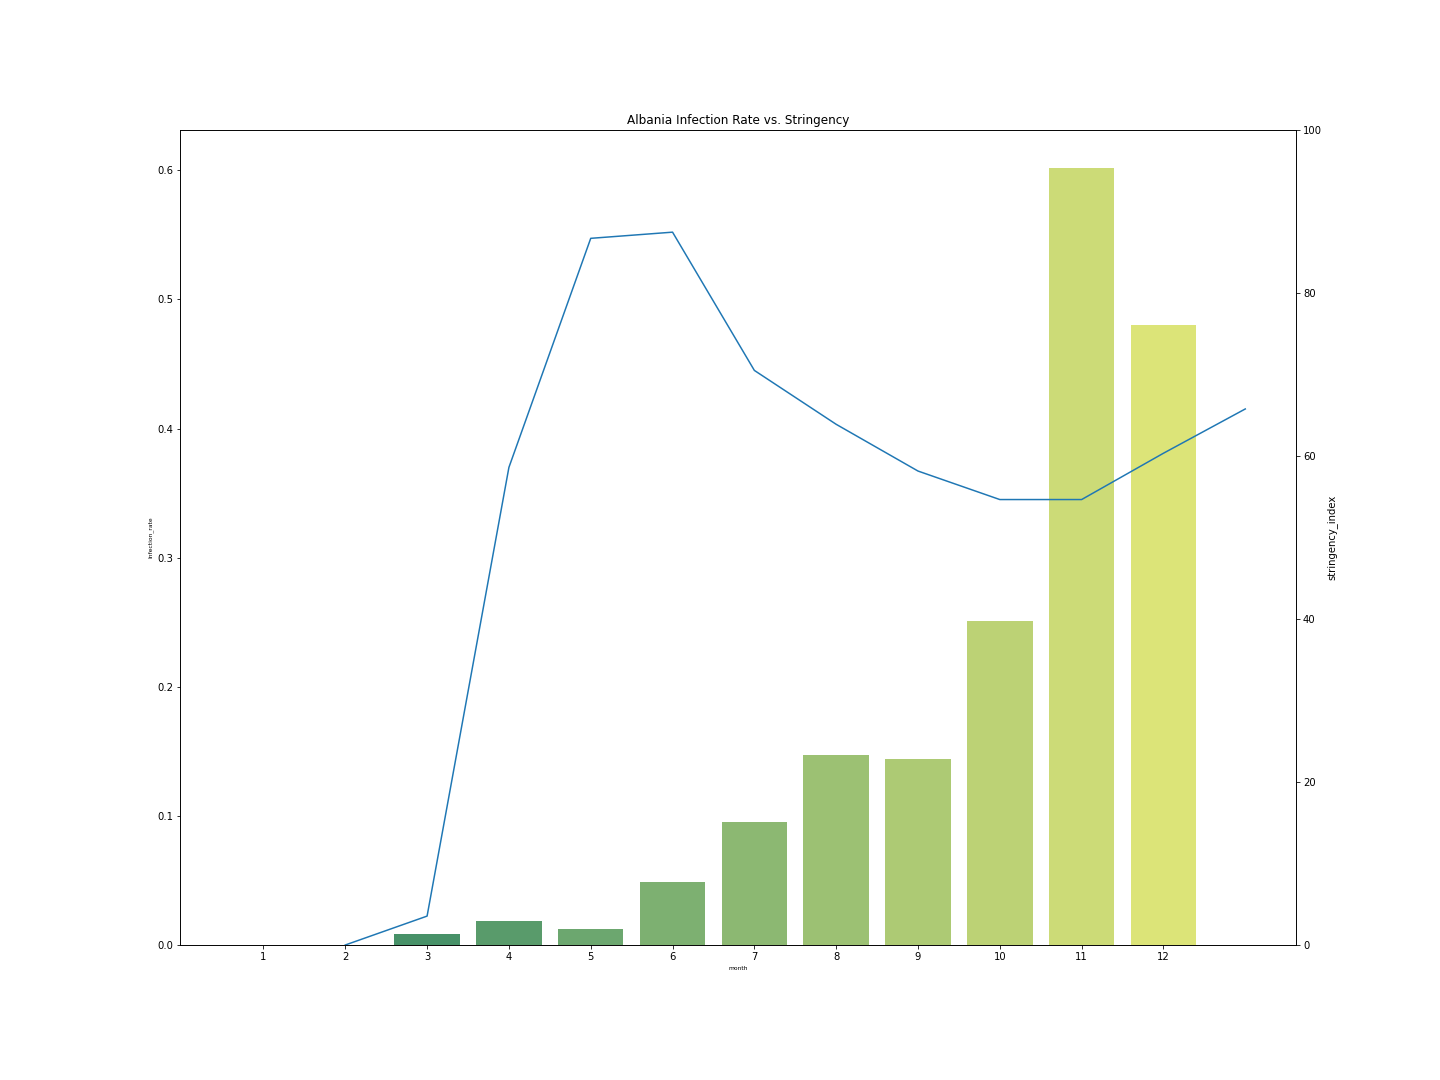 Albania Infection Rate vs. Stringency
0.6
0.5
0.4
0.3
0.2
0.1
0.0
infection_rate
100
80
60
40
20
0
stringency_index
1 2 3 4 5 6 7 8 9 10 11 12
month